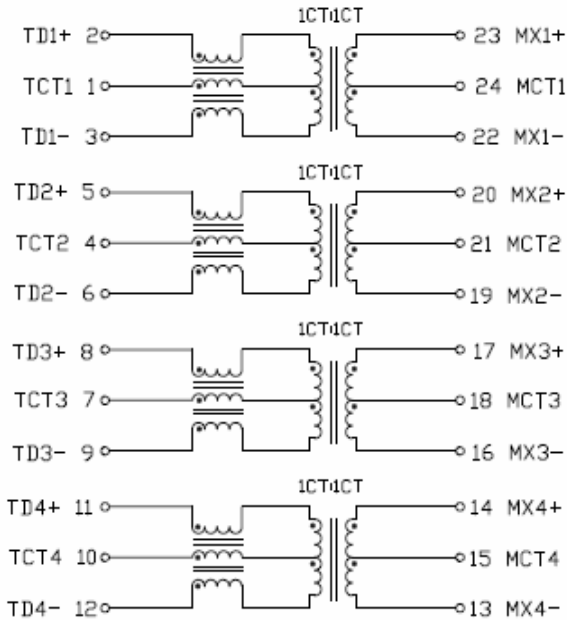 1CT:1CT
TD1+ 2 23 MX1+
TCT1 1 24 MCT1
TD1- 3 22 MX1-
1CT:1CT
TD2+ 5 20 MX2+
TCT2 4 21 MCT2
TD2- 6 19 MX2-
1CT:1CT
TD3+ 8 17 MX3+
TCT3 7 18 MCT3
TD3- 9 16 MX3-
1CT:1CT
TD4+ 11 14 MX4+
TCT4 10 15 MCT4
TD4- 12 13 MX4-